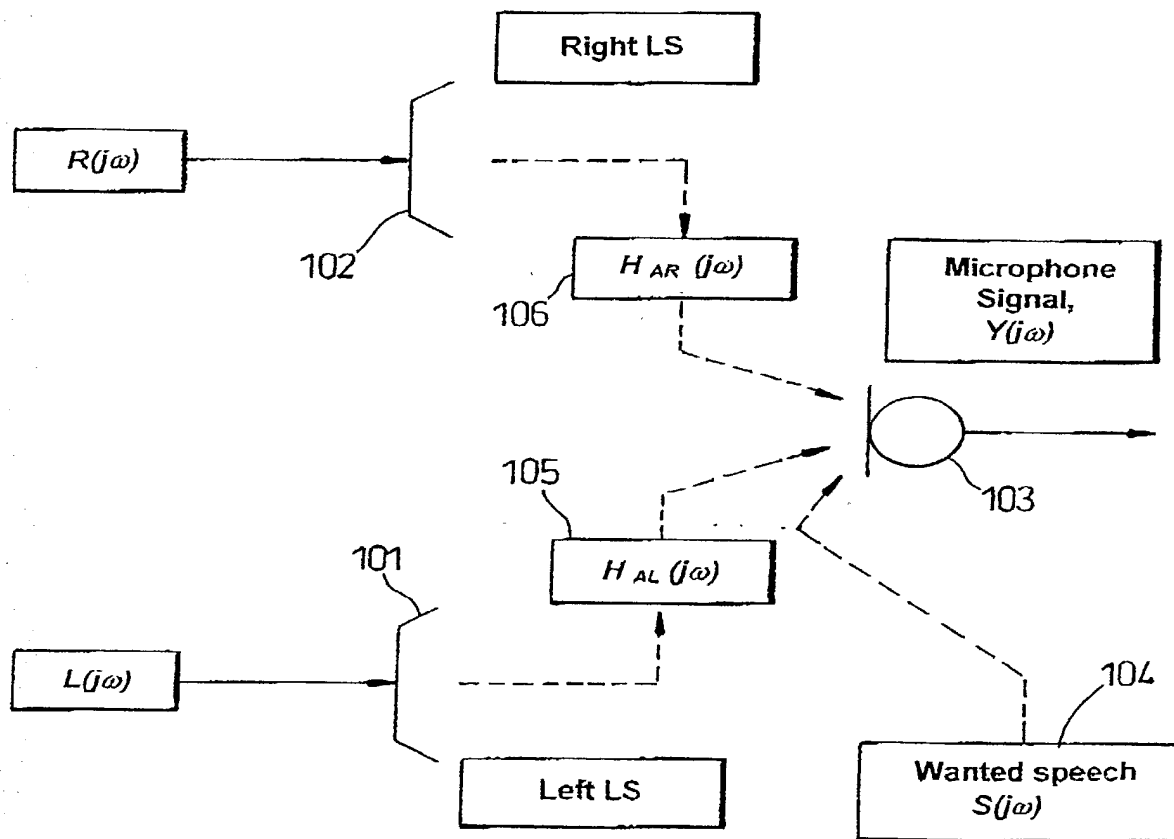 Right LS
R(jω)
102
H AR (jω)
106
Microphone
Signal,
Y(jω)
103
105
H AL (jω)
101
L(jω)
104
Left LS
Wanted speech
S(jω)